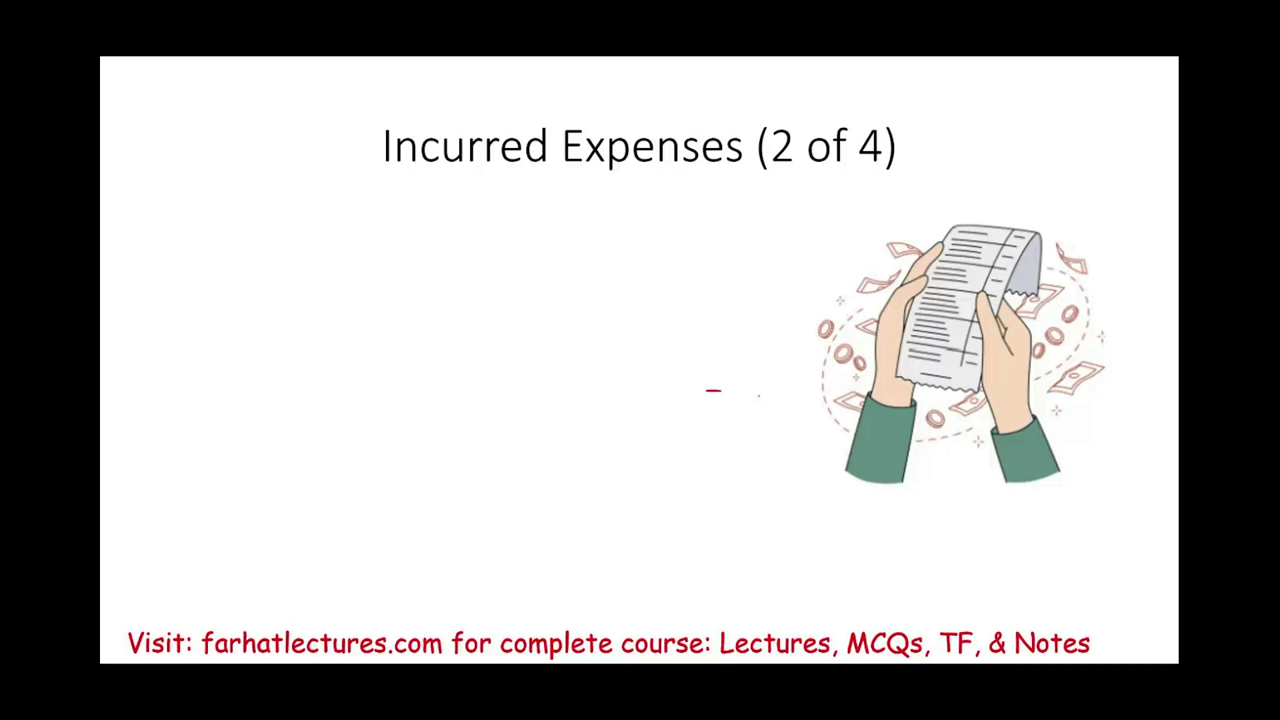 Incurred Expenses (2 of 4)
Visit: farhatlectures.com for complete course: Lectures, MCQs, TF, & Notes